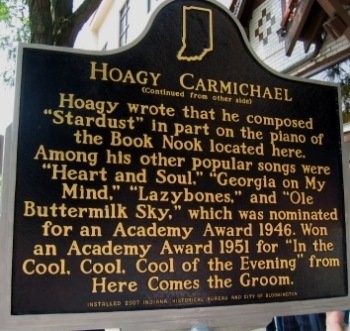 HOAGY CARMICHAEL
(Continued from other side)
Hoagy wrote that he composed
"Stardust" in part on the piano of
the Book Nook located here.
Among his other popular songs were
"Heart and Soul," "Georgia on My
Mind," "Lazybones," and "Ole
Buttermilk Sky," which was nominated
for an Academy Award 1946. Won
an Academy Award 1951 for "In the
Cool, Cool, Cool of the Evening" from
Here Comes the Groom.
INSTALLED 2007 INDIANA HISTORICAL BUREAU AND CITY OF BLOOMINGTON